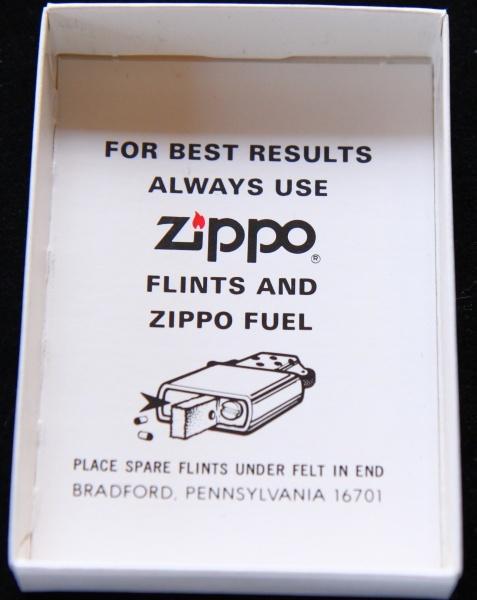 FOR BEST RESULTS
ALWAYS USE
Zippo®
FLINTS AND
ZIPPO FUEL
PLACE SPARE FLINTS UNDER FELT IN END
BRADFORD, PENNSYLVANIA 16701